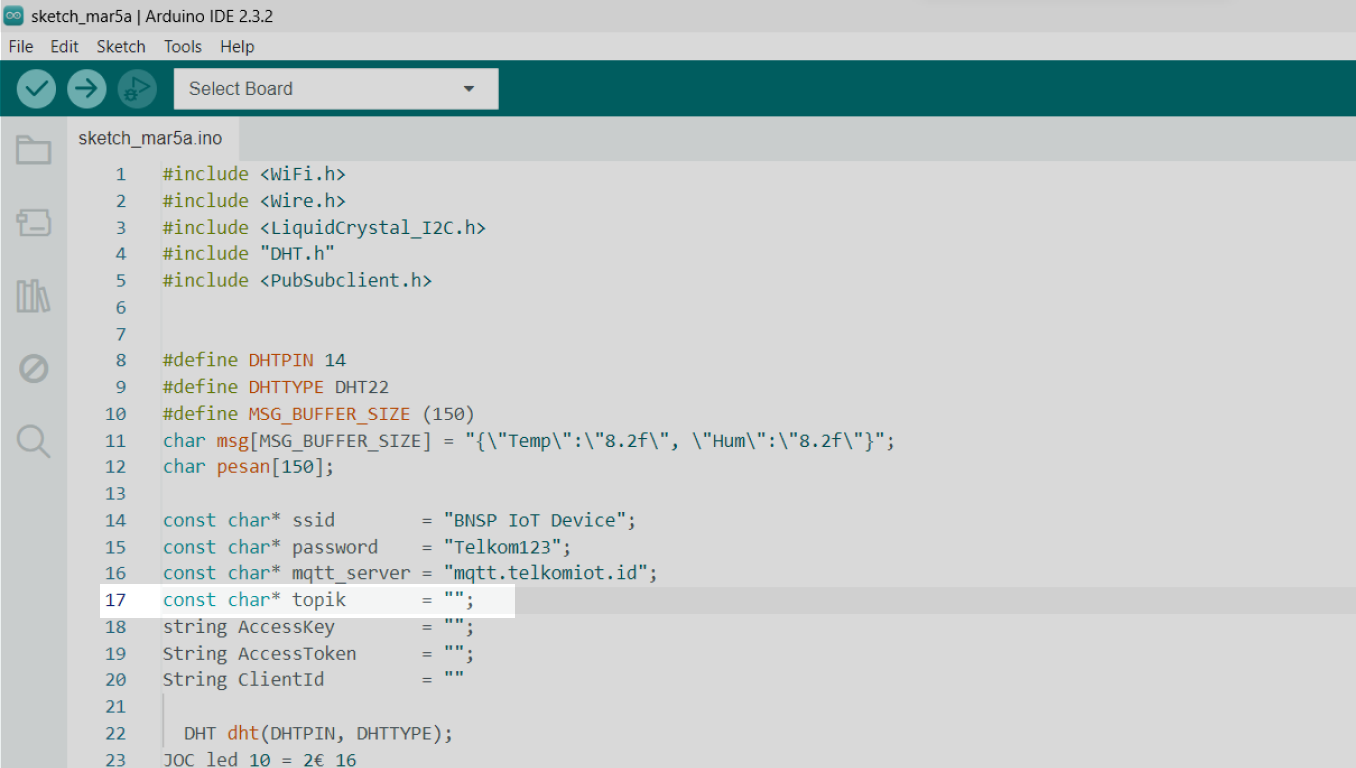 sketch_mar5a | Arduino IDE 2.3.2
File Edit Sketch Tools Help
Select Board
sketch_mar5a.ino
1 #include <WiFi.h>
2 #include <Wire.h>
3 #include <LiquidCrystal_I2C.h>
4 #include "DHT.h"
5 #include <PubSubclient.h>
6
7
8 #define DHTPIN 14
9 #define DHTTYPE DHT22
10 #define MSG_BUFFER_SIZE (150)
11 char msg[MSG_BUFFER_SIZE] = "{\"Temp\":\"8.2f\", \"Hum\":\"8.2f\"}";
12 char pesan[150];
13
14 const char* ssid = "BNSP IoT Device";
15 const char* password = "Telkom123";
16 const char* mqtt_server = "mqtt.telkomiot.id";
17 const char* topik = "";
18 string AccessKey = "";
19 String AccessToken = "";
20 String ClientId = ""
21
22 DHT dht(DHTPIN, DHTTYPE);
23 JOC led 10 = 2€ 16